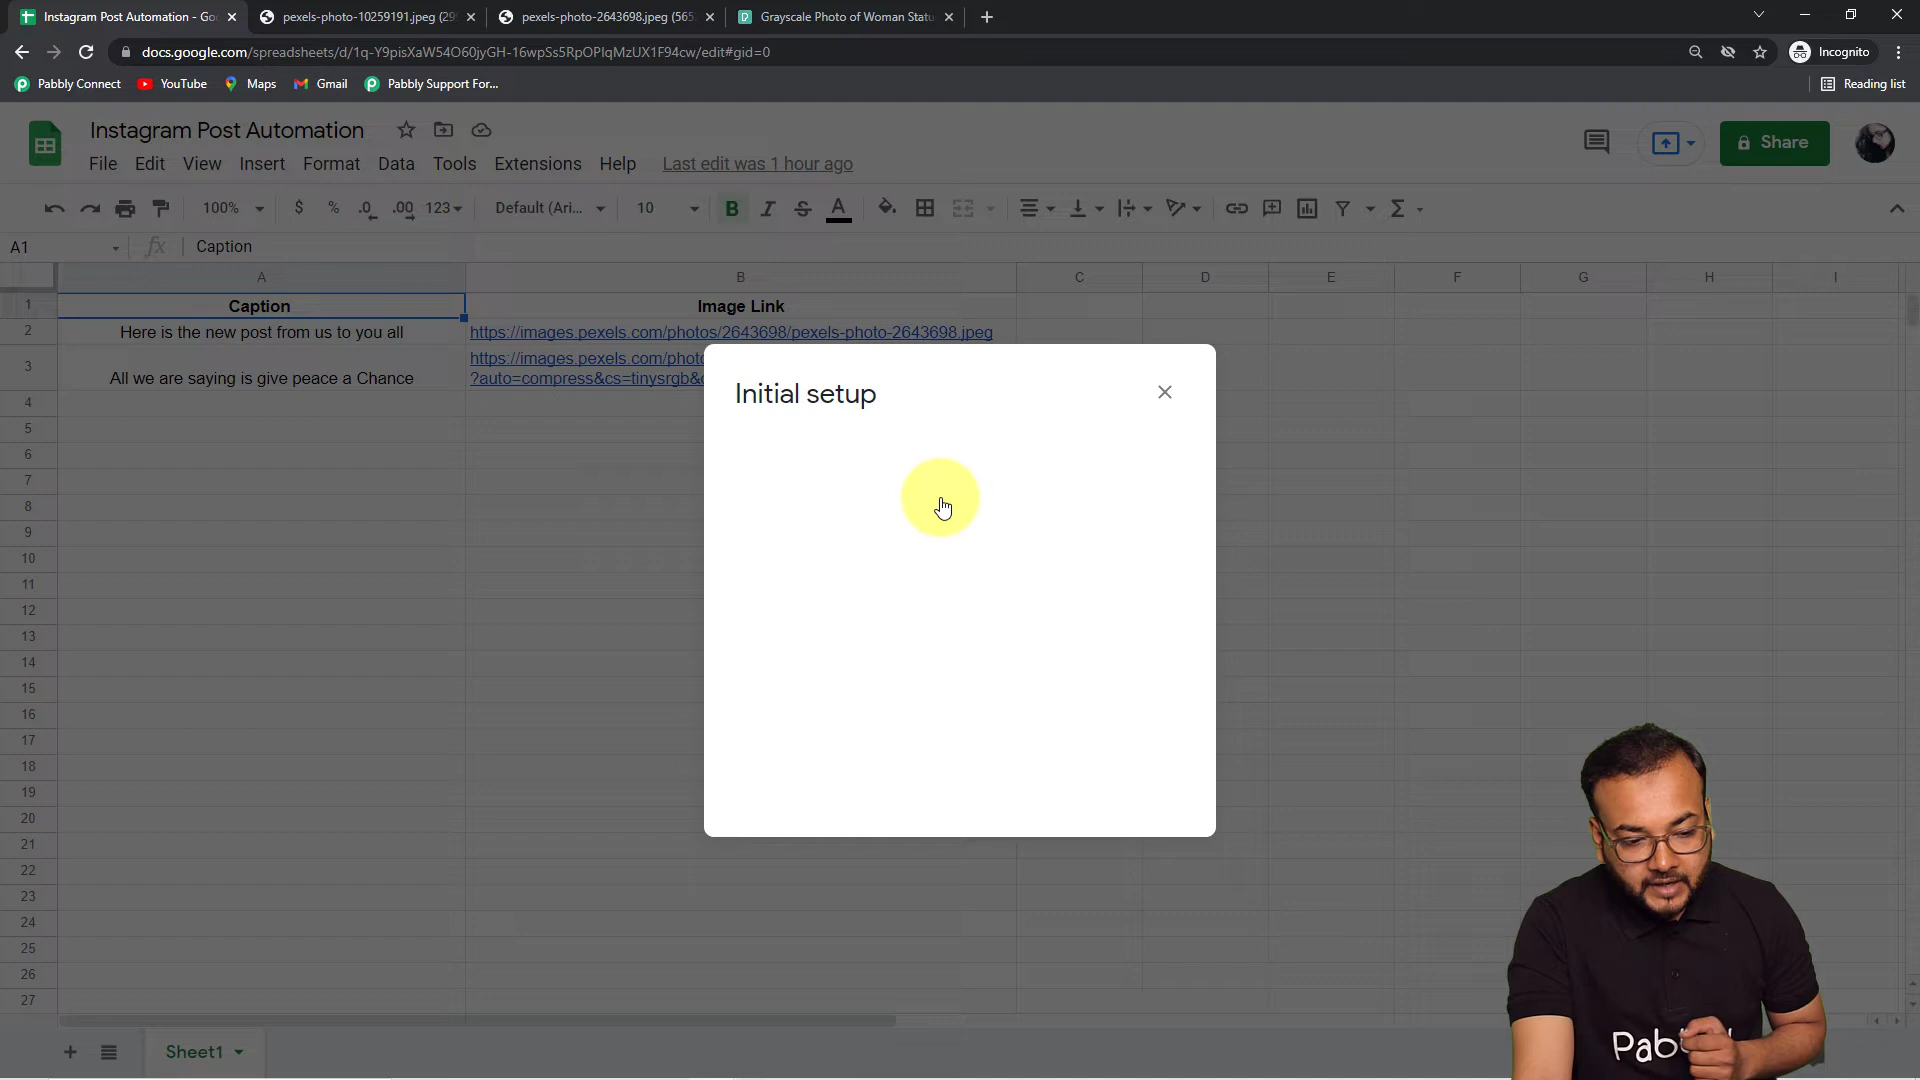 Instagram Post Automation - Goo
pexels-photo-10259191.jpeg (29
pexels-photo-2643698.jpeg (565
Grayscale Photo of Woman Statu
docs.google.com/spreadsheets/d/1q-Y9pisXaW54O60jyGH-16wpSs5RpOPIqMzUX1F94cw/edit#gid=0
Incognito
Pabbly Connect
YouTube
Maps
Gmail
Pabbly Support For...
Reading list
Instagram Post Automation
Share
File Edit View Insert Format Data Tools Extensions Help Last edit was 1 hour ago
100% $ % .0 .00 123 Default (Ari... 10 B I S A
A1 fx Caption
A B C D E F G H I
1 Caption Image Link
2 Here is the new post from us to you all https://images.pexels.com/photos/2643698/pexels-photo-2643698.jpeg
https://images.pexels.com/photo
3 All we are saying is give peace a Chance ?auto=compress&cs=tinysrgb&
Initial setup
4
5
6
7
8
9
10
11
12
13
14
15
16
17
18
19
20
21
22
23
24
25
26
27
Sheet1